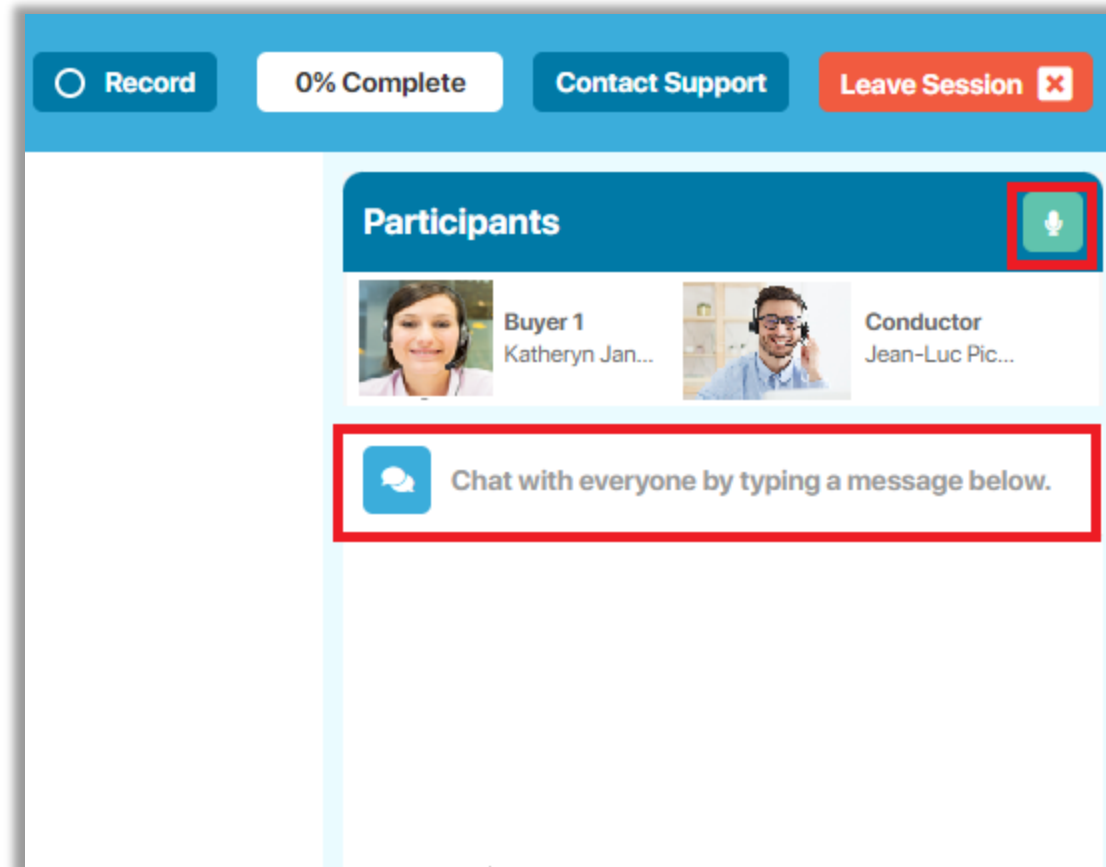 Record
0% Complete
Contact Support
Leave Session
Participants
Buyer 1
Katheryn Jan...
Conductor
Jean-Luc Pic...
Chat with everyone by typing a message below.